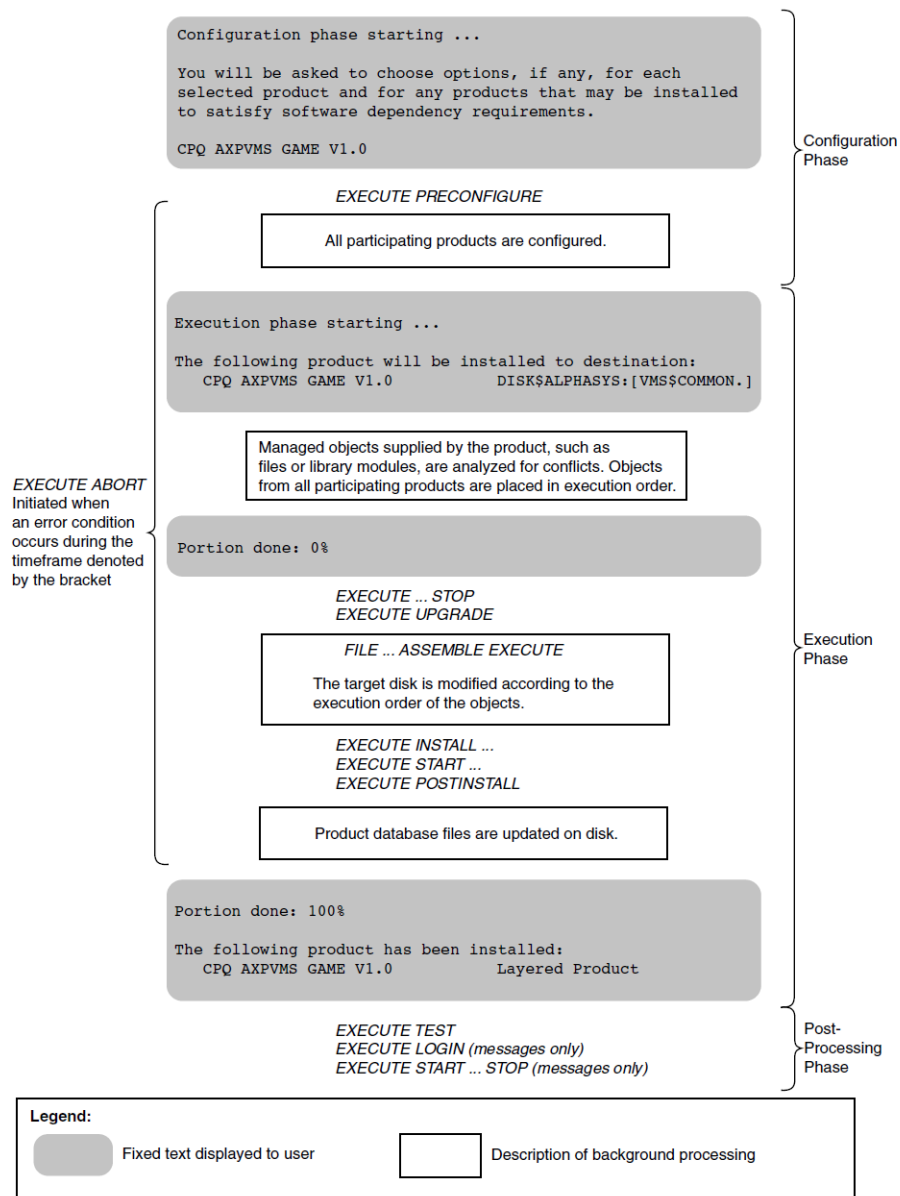 Configuration phase starting ...
You will be asked to choose options, if any, for each
selected product and for any products that may be installed
to satisfy software dependency requirements.
CPQ AXPVMS GAME V1.0
Configuration
Phase
EXECUTE PRECONFIGURE
All participating products are configured.
Execution phase starting ...
The following product will be installed to destination:
CPQ AXPVMS GAME V1.0 DISK$ALPHASYS:[VMS$COMMON.]
Managed objects supplied by the product, such as
files or library modules, are analyzed for conflicts. Objects
from all participating products are placed in execution order.
EXECUTE ABORT
Initiated when
an error condition
occurs during the
timeframe denoted
by the bracket
Portion done: 0%
EXECUTE ... STOP
EXECUTE UPGRADE
FILE ... ASSEMBLE EXECUTE
The target disk is modified according to the
execution order of the objects.
Execution
Phase
EXECUTE INSTALL ...
EXECUTE START ...
EXECUTE POSTINSTALL
Product database files are updated on disk.
Portion done: 100%
The following product has been installed:
CPQ AXPVMS GAME V1.0 Layered Product
EXECUTE TEST
EXECUTE LOGIN (messages only)
EXECUTE START ... STOP (messages only)
Post-
Processing
Phase
Legend:
Fixed text displayed to user
Description of background processing